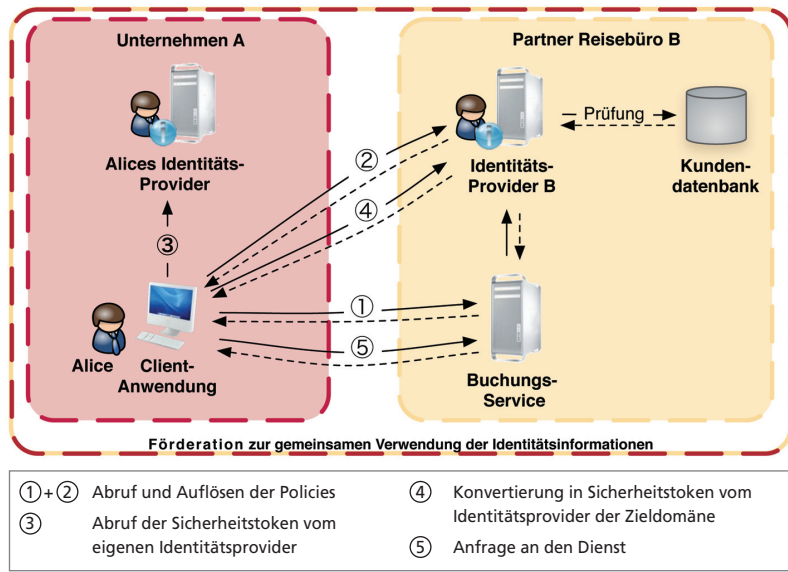 Unternehmen A
Partner Reisebüro B
Alices Identitäts-
Provider
Identitäts-
Provider B
Prüfung
Kunden-
datenbank
②
④
③
①
⑤
Alice
Client-
Anwendung
Buchungs-
Service
Förderation zur gemeinsamen Verwendung der Identitätsinformationen
①+② Abruf und Auflösen der Policies
③ Abruf der Sicherheitstoken vom
eigenen Identitätsprovider
④ Konvertierung in Sicherheitstoken vom
Identitätsprovider der Zieldomäne
⑤ Anfrage an den Dienst